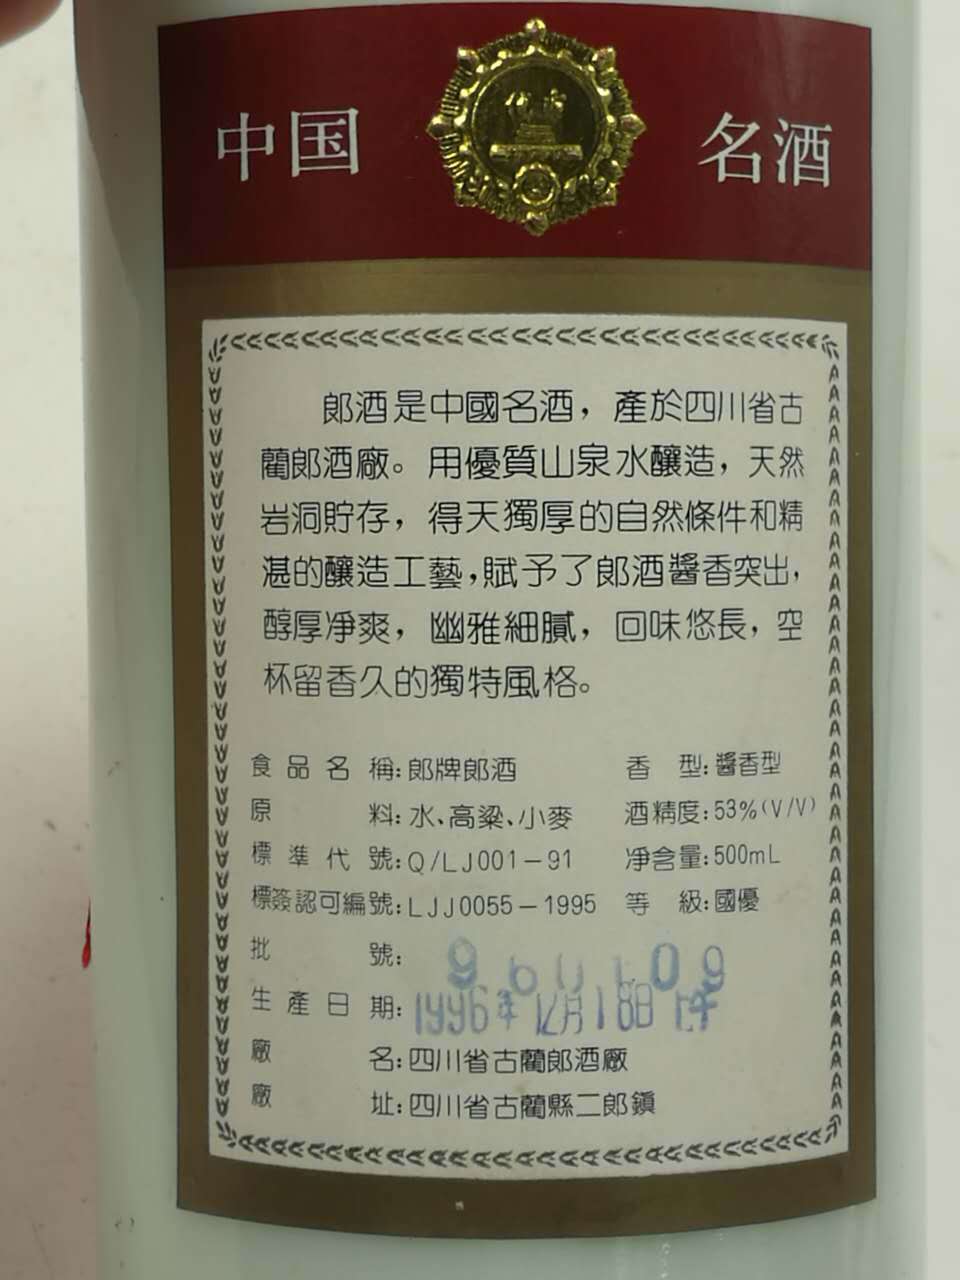 中国 名酒
郎酒是中國名酒，產於四川省古
藺郎酒廠。用優質山泉水釀造，天然
岩洞貯存，得天獨厚的自然條件和精
湛的釀造工藝，賦予了郎酒醬香突出，
醇厚凈爽，幽雅細膩，回味悠長，空
杯留香久的獨特風格。
食品名稱：郎牌郎酒 香型：醬香型
原料：水、高粱、小麥 酒精度：53%(V/V)
標準代號：Q/LJ001－91 凈含量：500mL
標簽認可編號：LJJ0055－1995 等級：國優
批號：
生產日期：1996年12月18日
廠名：四川省古藺郎酒廠
廠址：四川省古藺縣二郎鎮